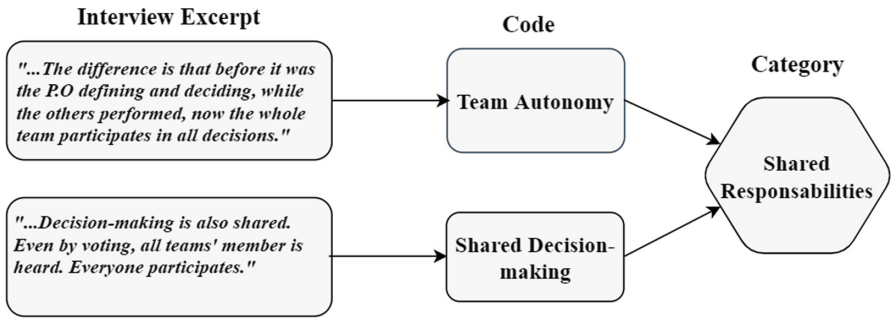 Interview Excerpt
Code
Category
"...The difference is that before it was
the P.O defining and deciding, while
the others performed, now the whole
team participates in all decisions."
Team Autonomy
Shared
Responsabilities
"...Decision-making is also shared.
Even by voting, all teams' member is
heard. Everyone participates."
Shared Decision-
making